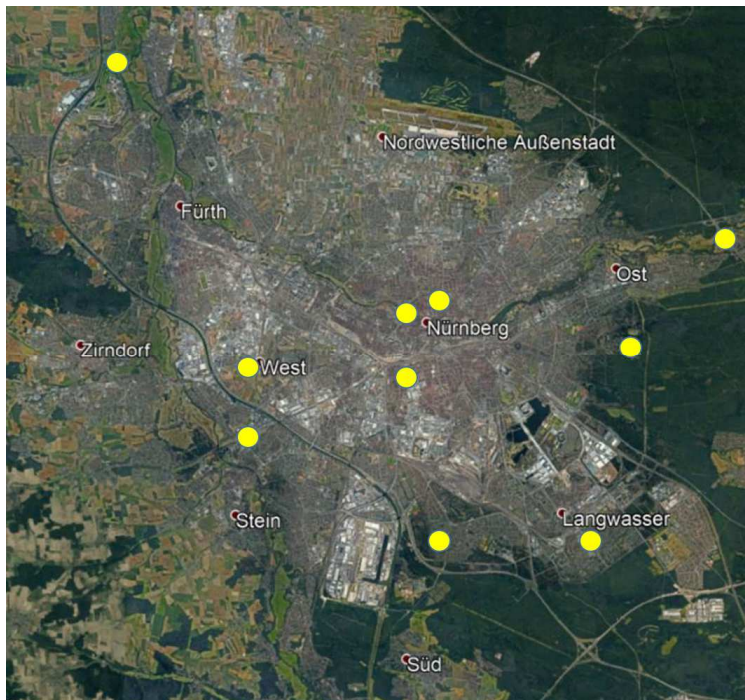 Nordwestliche Außenstadt
Fürth
Ost
Nürnberg
Zirndorf
West
Stein
Langwasser
Süd